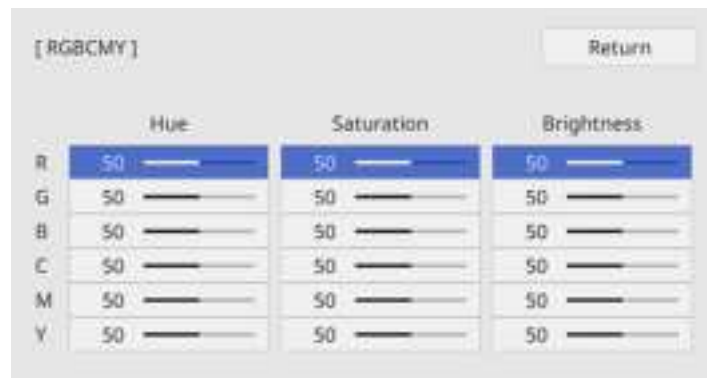 [ RGBCMY ] Return
Hue Saturation Brightness
R 50 50 50
G 50 50 50
B 50 50 50
C 50 50 50
M 50 50 50
Y 50 50 50